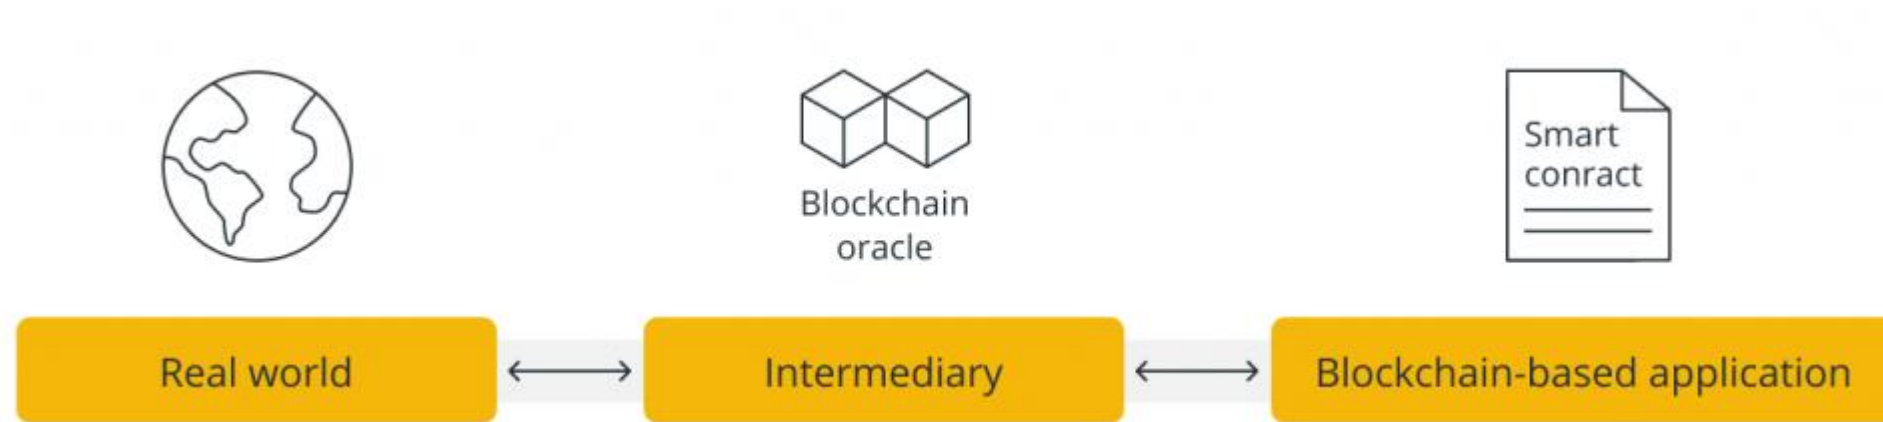 Blockchain
oracle
Smart
conract
Real world
Intermediary
Blockchain-based application